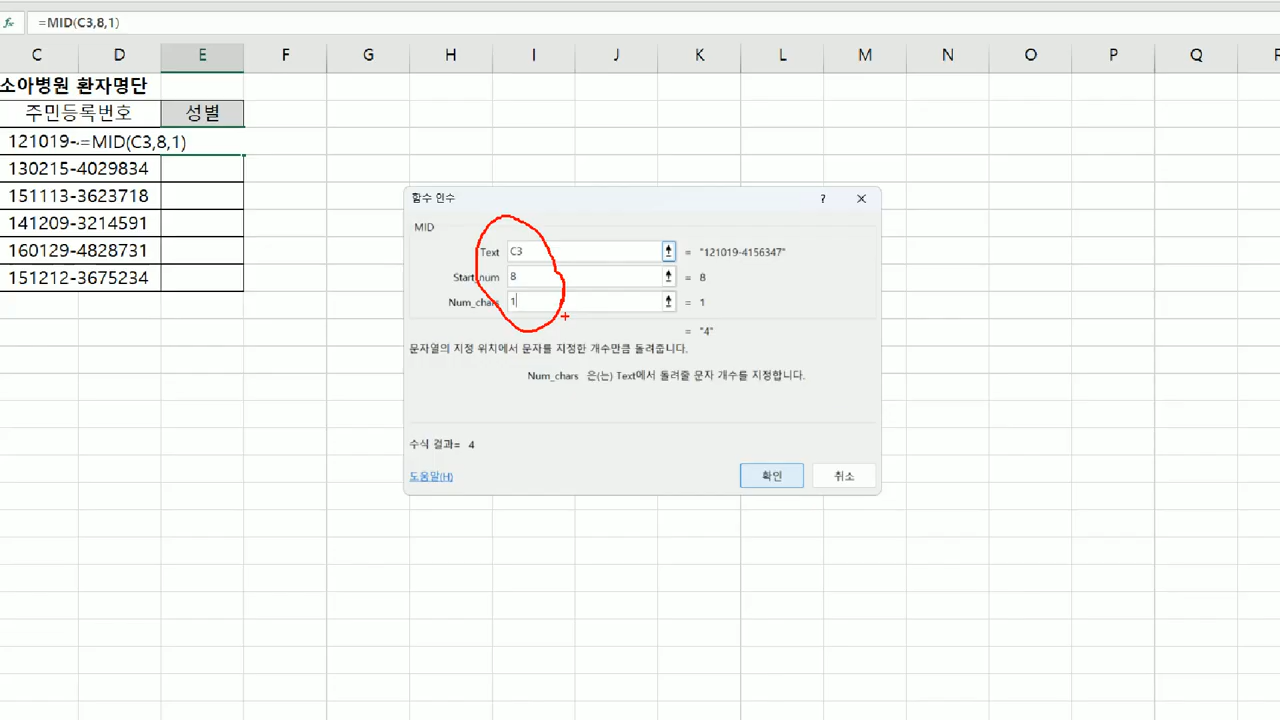 fx =MID(C3,8,1)
C D E F G H I J K L M N O P Q R
소아병원 환자명단
주민등록번호 성별
121019-=MID(C3,8,1)
130215-4029834
151113-3623718
141209-3214591
160129-4828731
151212-3675234
함수 인수 ?
MID
Text C3 = "121019-4156347"
Start_num 8 = 8
Num_chars 1 = 1
= "4"
문자열의 지정 위치에서 문자를 지정한 개수만큼 돌려줍니다.
Num_chars 은(는) Text에서 돌려줄 문자 개수를 지정합니다.
수식 결과= 4
도움말(H) 확인 취소